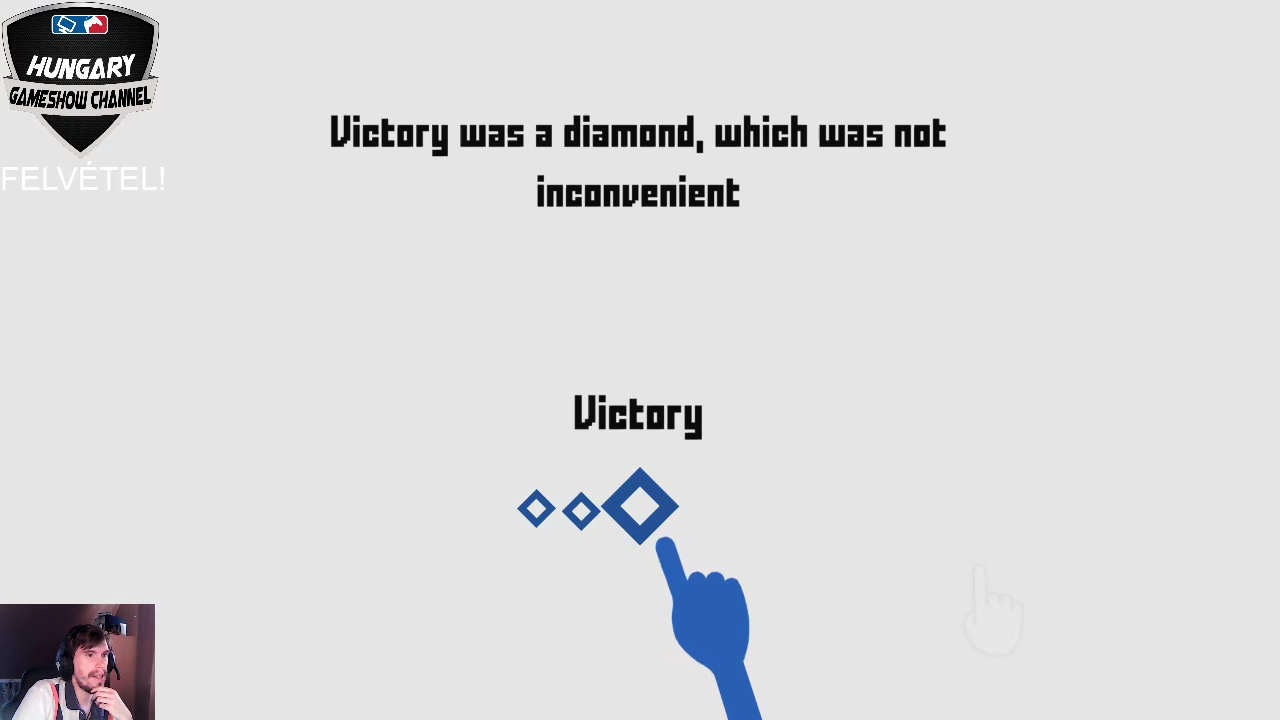 HUNGARY
GAMESHOW CHANNEL
FELVÉTEL!
Victory was a diamond, which was not
inconvenient
Victory